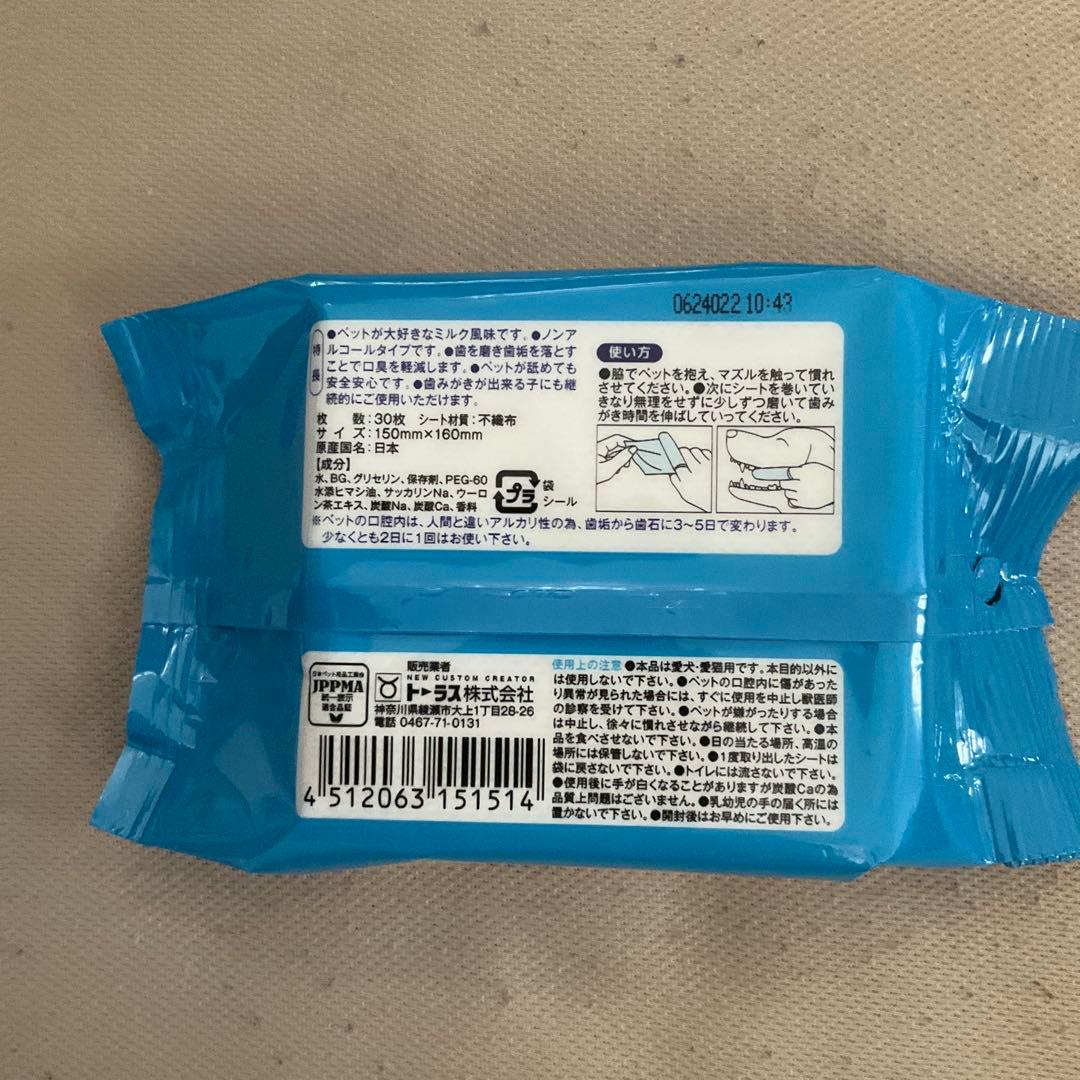 0624022 10:43
特長
●ペットが大好きなミルク風味です。●ノンア
ルコールタイプです。●歯を磨き歯垢を落とす
ことで口臭を軽減します。●ペットが舐めても
安全安心です。●歯みがきが出来る子にも継
続的にご使用いただけます。
枚 数:30枚 シート材質:不織布
サイズ:150mm×160mm
原産国名:日本
【成分】
水、BG、グリセリン、保存剤、PEG-60
水添ヒマシ油、サッカリンNa、ウーロ
ン茶エキス、炭酸Na、炭酸Ca、香料
プラ
袋
シール
使い方
●脇でペットを抱え、マズルを触って慣れ
させてください。●次にシートを巻いてい
きなり無理をせずに少しずつ磨いて歯み
がき時間を伸ばしていってください。
※ペットの口腔内は、人間と違いアルカリ性の為、歯垢から歯石に3〜5日で変わります。
少なくとも2日に1回はお使い下さい。
日本ペット用品工業会
JPPMA
統一表示
適合品証
販売業者
NEW CUSTOM CREATOR
トーラス株式会社
神奈川県綾瀬市大上1丁目28-26
電話 0467-71-0131
4 512063 151514
使用上の注意 ●本品は愛犬・愛猫用です。本目的以外に
は使用しないで下さい。●ペットの口腔内に傷があった
り異常が見られた場合には、すぐに使用を中止し獣医師
の診察を受けて下さい。●ペットが嫌がったりする場合
は中止し、徐々に慣れさせながら継続して下さい。●本
品を食べさせないで下さい。●日の当たる場所、高温の
場所には保管しないで下さい。●1度取り出したシートは
袋に戻さないで下さい。●トイレには流さないで下さい。
●使用後に手が白くなることがありますが炭酸Caの為
品質上問題はございません。●乳幼児の手の届く所には
置かないで下さい。●開封後はお早めにご使用下さい。